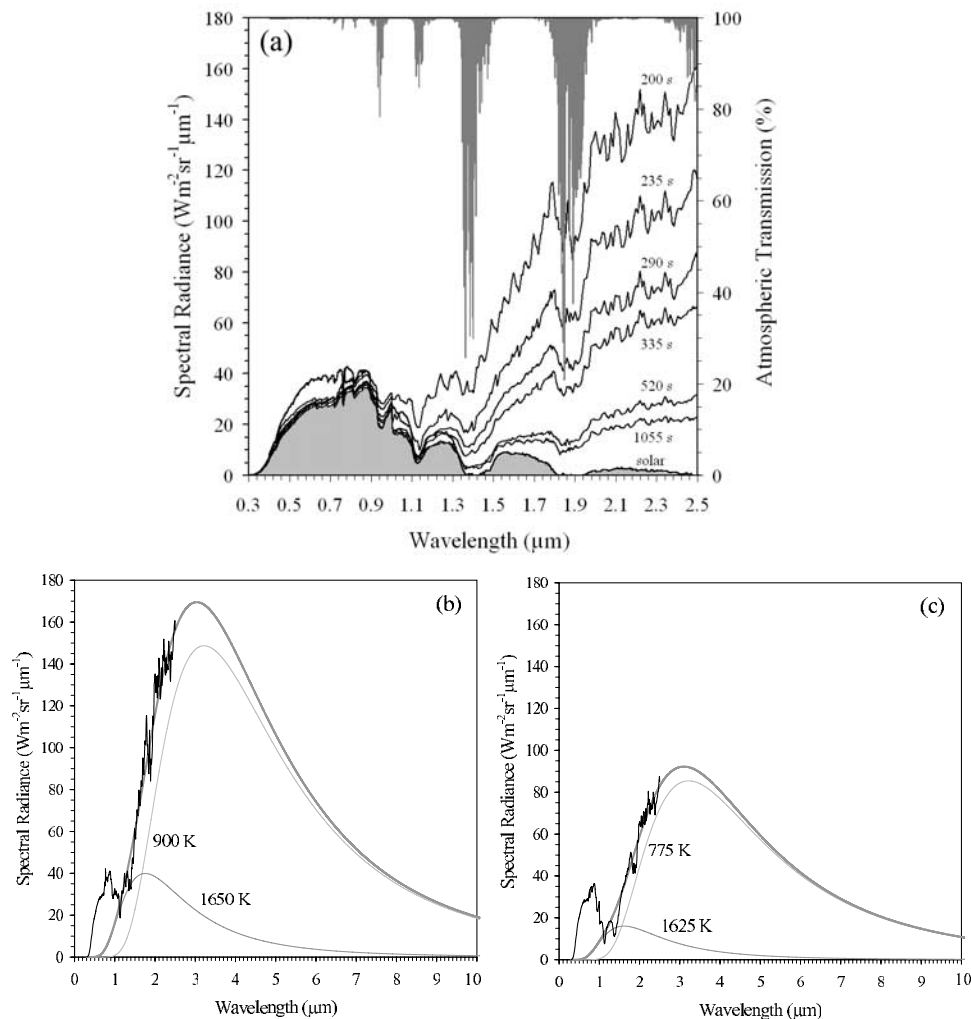 (a)
180
160
140
120
100
80
60
40
20
0
Spectral Radiance (Wm⁻²sr⁻¹µm⁻¹)
100
80
60
40
20
0
Atmospheric Transmission (%)
200 s
235 s
290 s
335 s
520 s
1055 s
solar
0.3 0.5 0.7 0.9 1.1 1.3 1.5 1.7 1.9 2.1 2.3 2.5
Wavelength (µm)
(b)
180
160
140
120
100
80
60
40
20
0
Spectral Radiance (Wm⁻²sr⁻¹µm⁻¹)
900 K
1650 K
0 1 2 3 4 5 6 7 8 9 10
Wavelength (µm)
(c)
180
160
140
120
100
80
60
40
20
0
Spectral Radiance (Wm⁻²sr⁻¹µm⁻¹)
775 K
1625 K
0 1 2 3 4 5 6 7 8 9 10
Wavelength (µm)